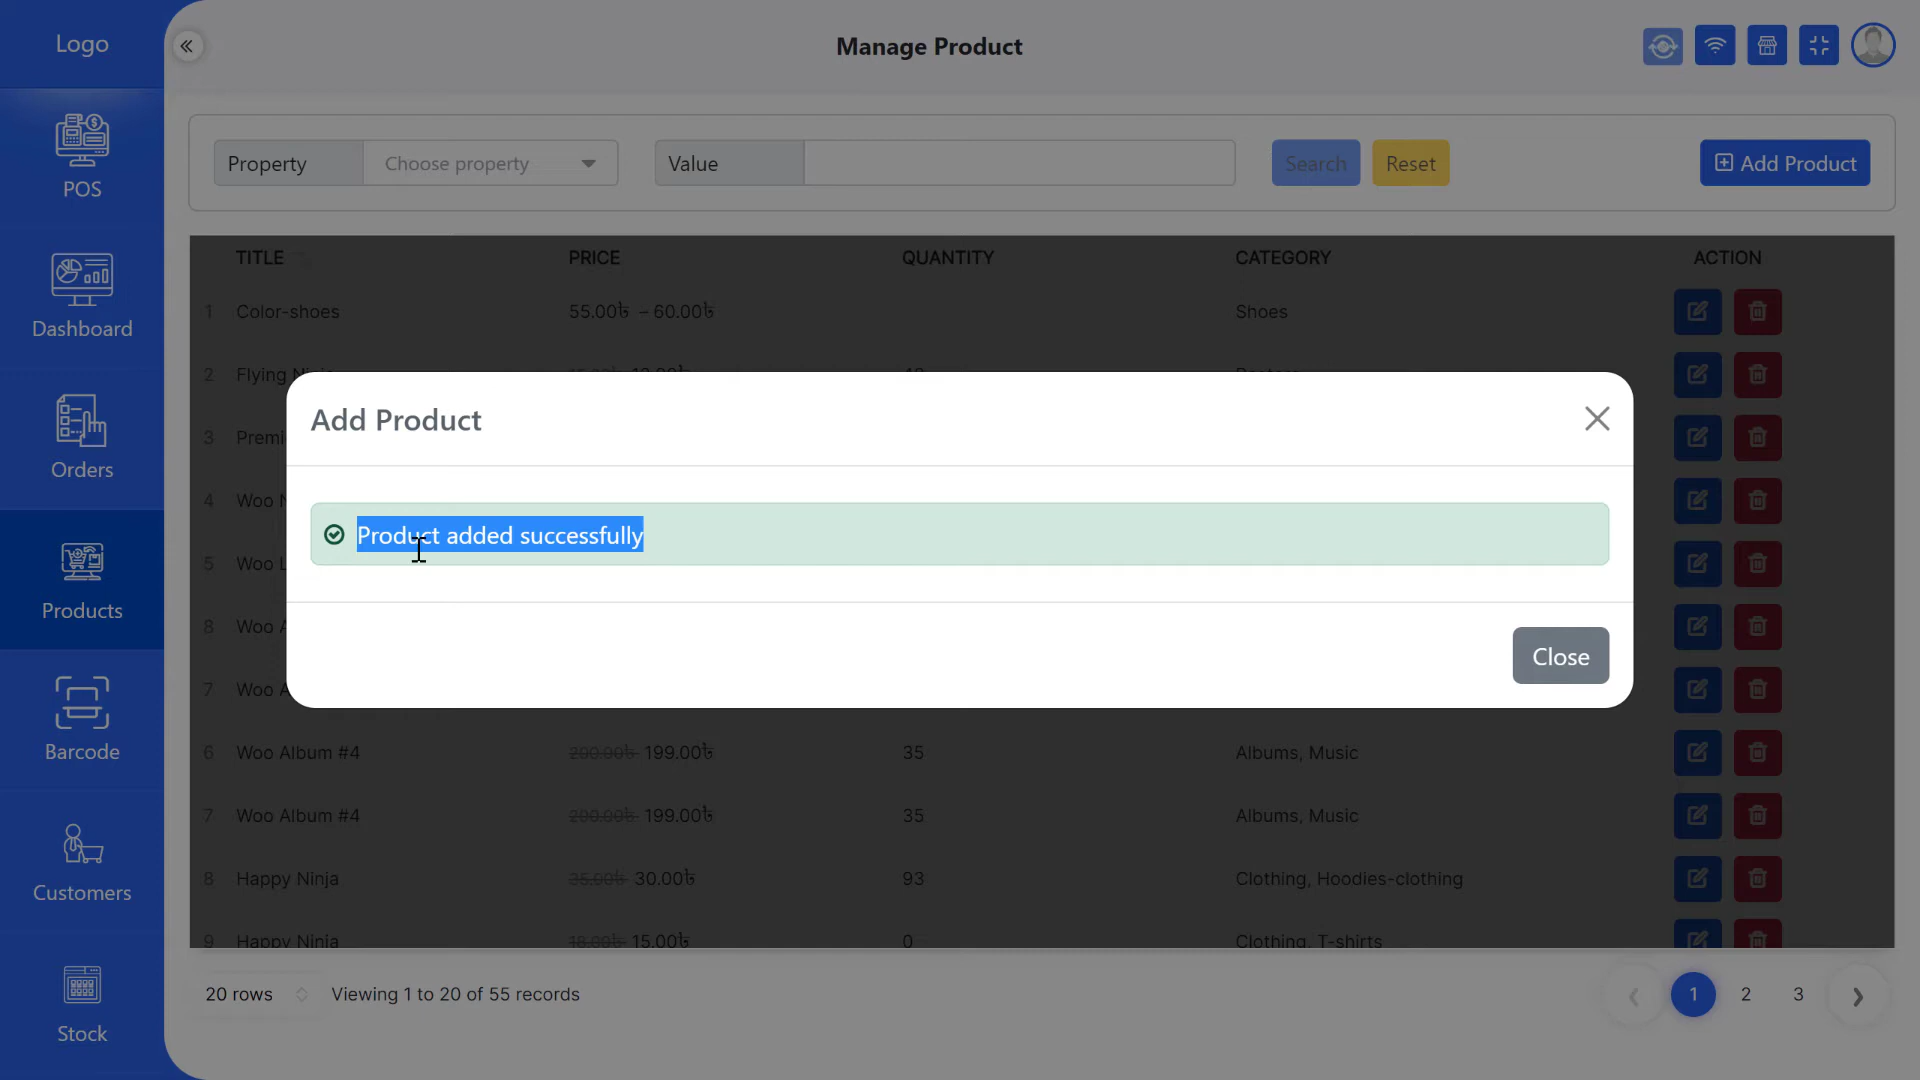 Logo
Manage Product
POS
Dashboard
Orders
Products
Barcode
Customers
Stock
Property Choose property Value Search Reset Add Product
TITLE PRICE QUANTITY CATEGORY ACTION
1 Color-shoes 55.00৳ – 60.00৳ Shoes
2 Flying
3
4 Woo
5 Woo
8 Woo
7 Woo
Add Product
Product added successfully
Close
6 Woo Album #4 200.00৳ 199.00৳ 35 Albums, Music
7 Woo Album #4 200.00৳ 199.00৳ 35 Albums, Music
8 Happy Ninja 35.00৳ 30.00৳ 93 Clothing, Hoodies-clothing
9 Happy Ninja 18.00৳ 15.00৳ 0 Clothing, T-shirts
20 rows Viewing 1 to 20 of 55 records 1 2 3